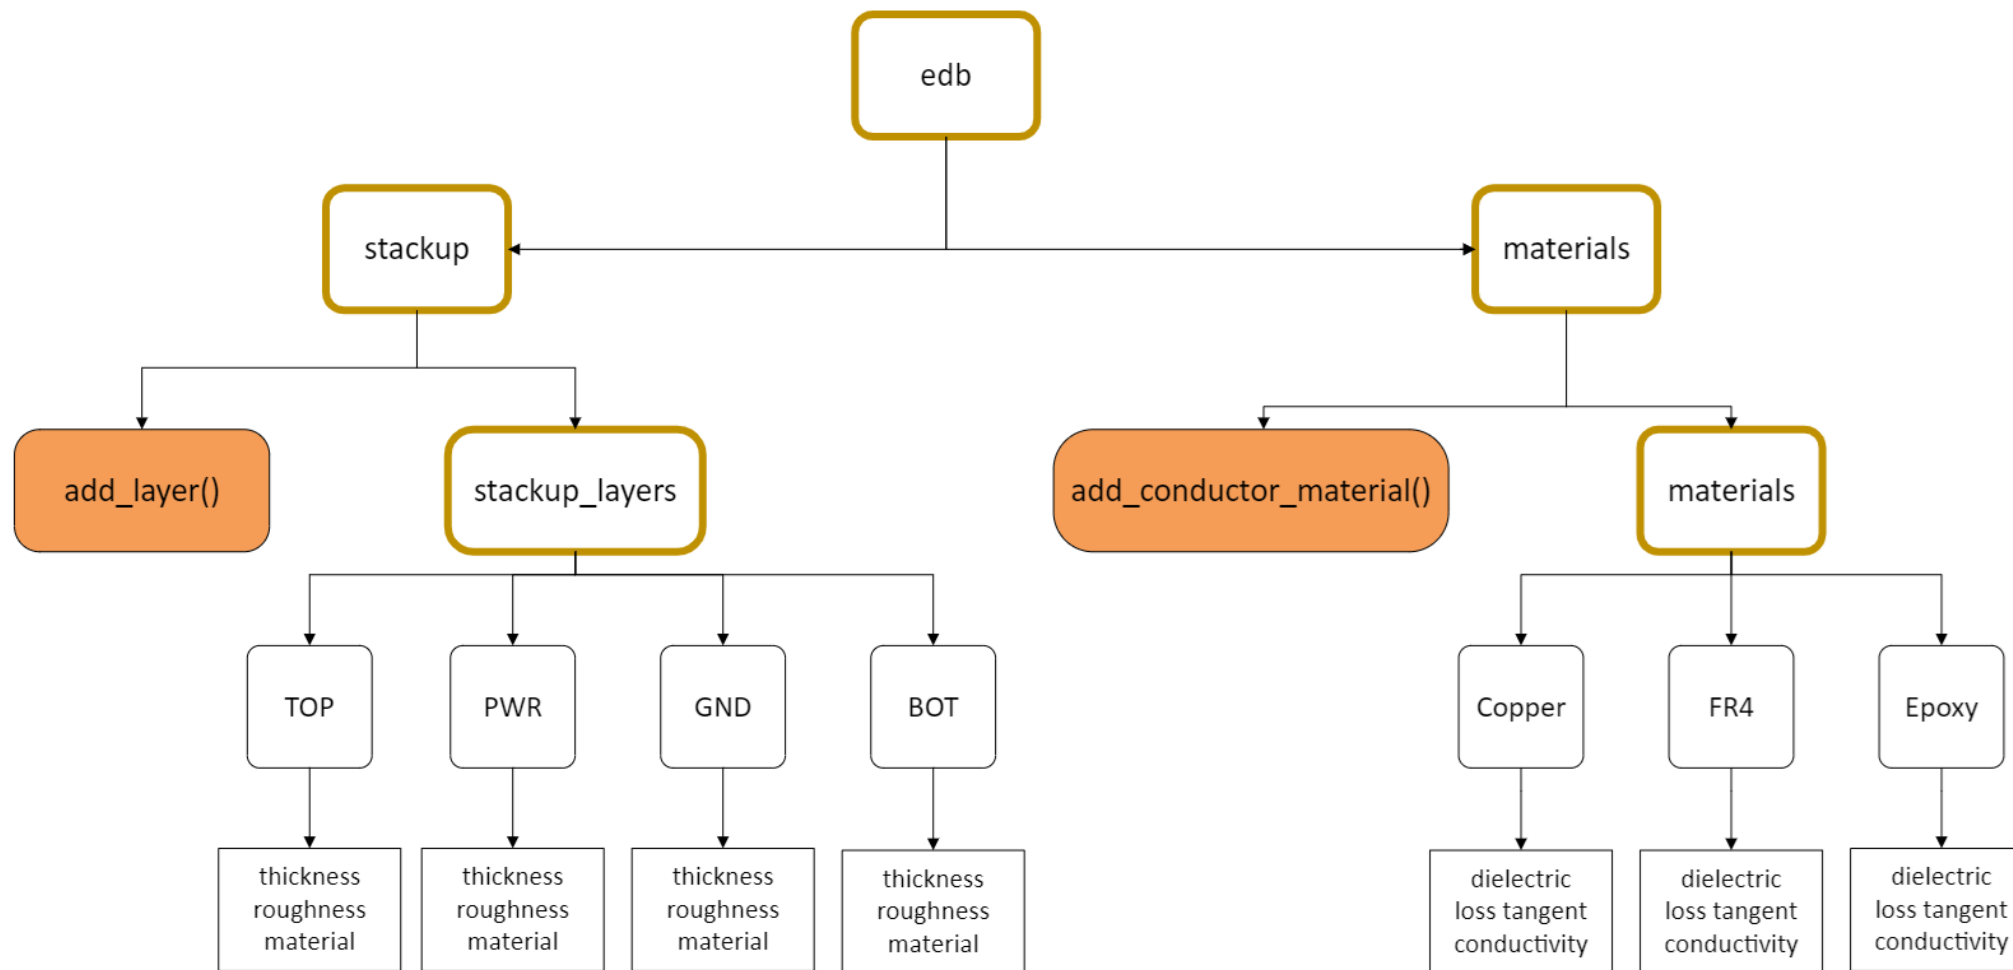 edb
stackup
materials
add_layer()
stackup_layers
add_conductor_material()
materials
TOP
PWR
GND
BOT
Copper
FR4
Epoxy
thickness
roughness
material
thickness
roughness
material
thickness
roughness
material
thickness
roughness
material
dielectric
loss tangent
conductivity
dielectric
loss tangent
conductivity
dielectric
loss tangent
conductivity